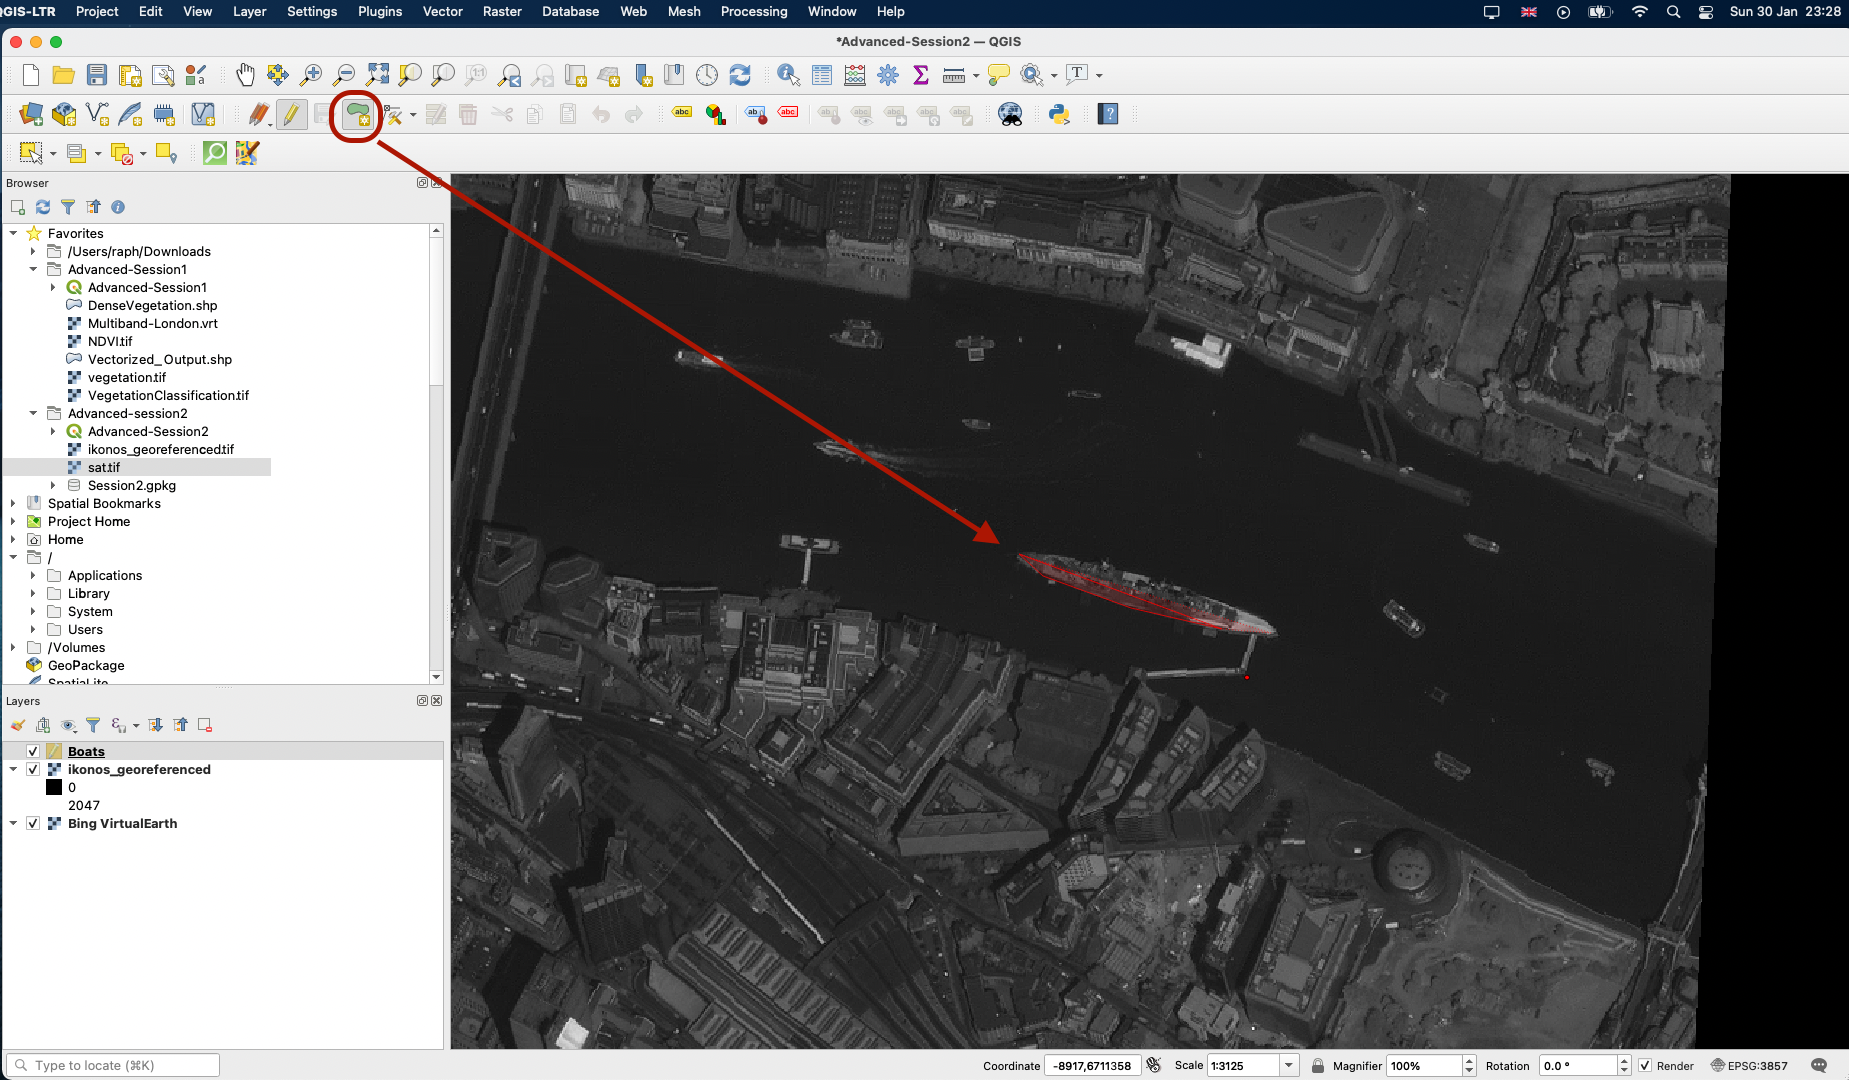 QGIS-LTR Project Edit View Layer Settings Plugins Vector Raster Database Web Mesh Processing Window Help Sun 30 Jan 23:28
*Advanced-Session2 — QGIS
Browser
Favorites
/Users/raph/Downloads
Advanced-Session1
Advanced-Session1
DenseVegetation.shp
Multiband-London.vrt
NDVI.tif
Vectorized_Output.shp
vegetation.tif
VegetationClassification.tif
Advanced-session2
Advanced-Session2
ikonos_georeferenced.tif
sat.tif
Session2.gpkg
Spatial Bookmarks
Project Home
Home
/
Applications
Library
System
Users
/Volumes
GeoPackage
SpatiaLite
Layers
Boats
ikonos_georeferenced
0
2047
Bing VirtualEarth
Type to locate (⌘K) Coordinate -8917,6711358 Scale 1:3125 Magnifier 100% Rotation 0.0 ° Render EPSG:3857